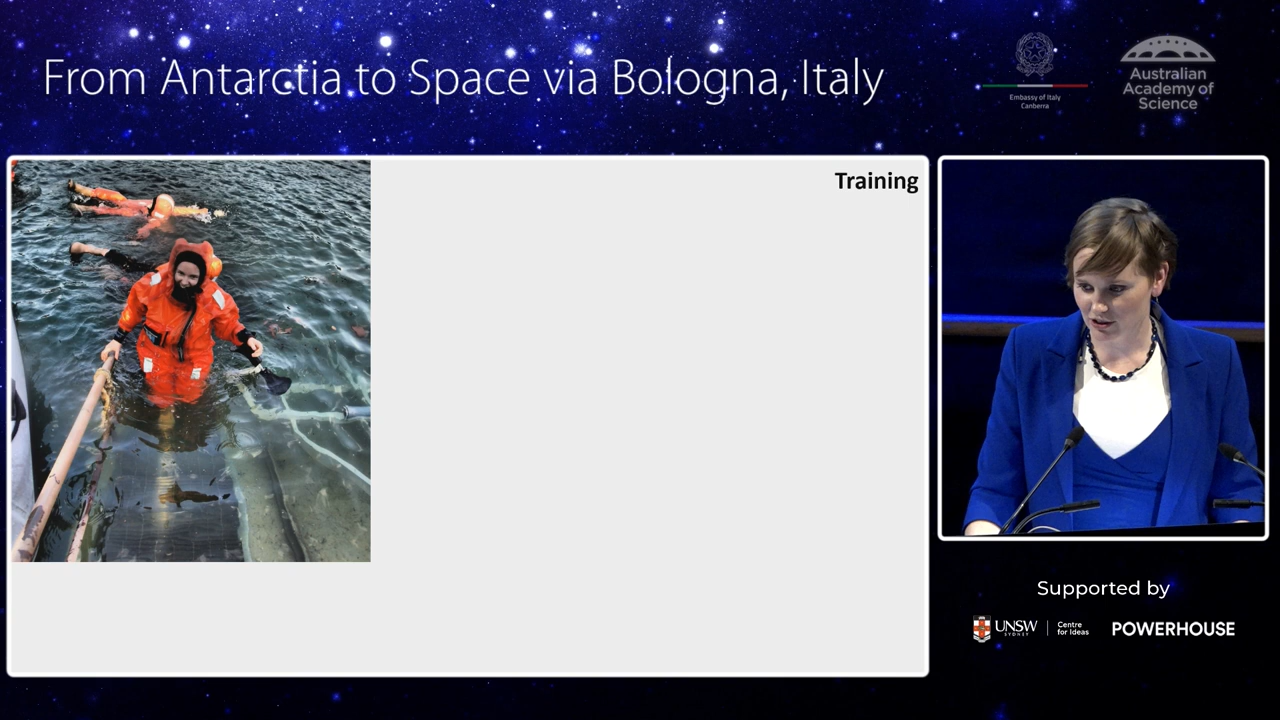 From Antarctia to Space via Bologna, Italy
Embassy of Italy
Canberra
Australian
Academy of
Science
Training
Supported by
UNSW
SYDNEY
Centre
for Ideas
POWERHOUSE